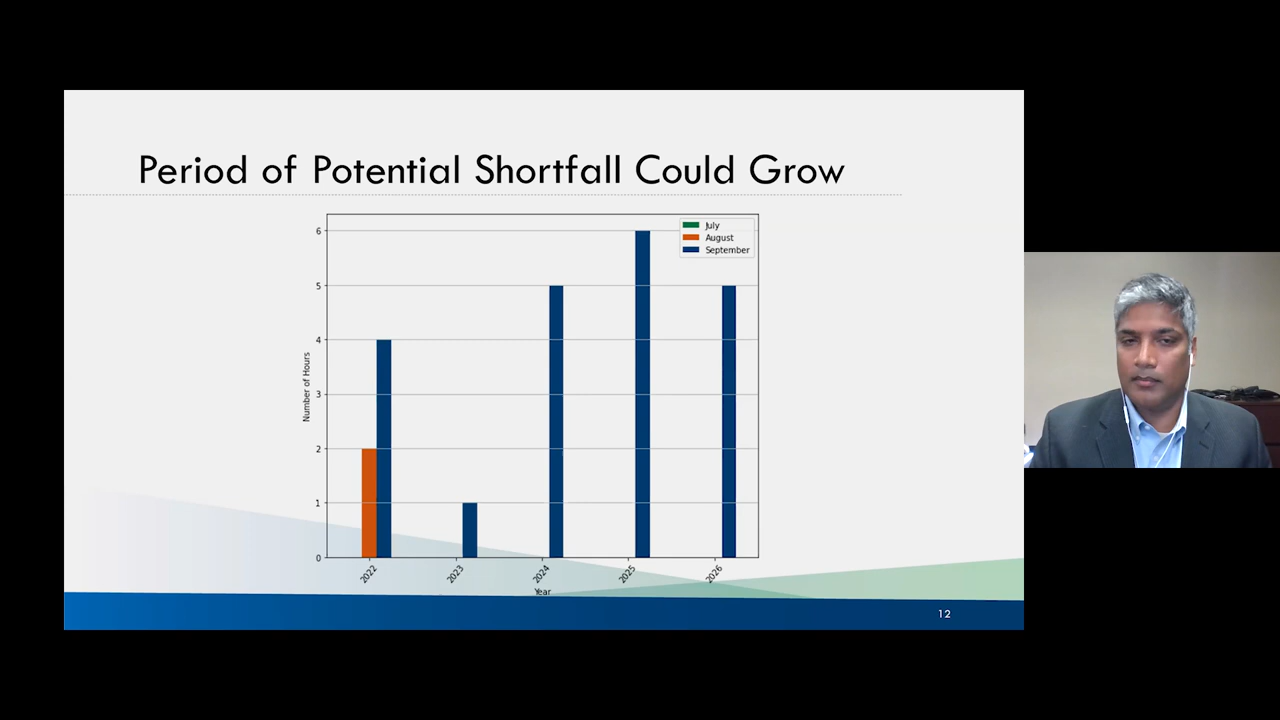 Period of Potential Shortfall Could Grow
July
August
September
6
5
4
3
2
1
0
Number of Hours
2022
2023
2024
2025
2026
Year
12